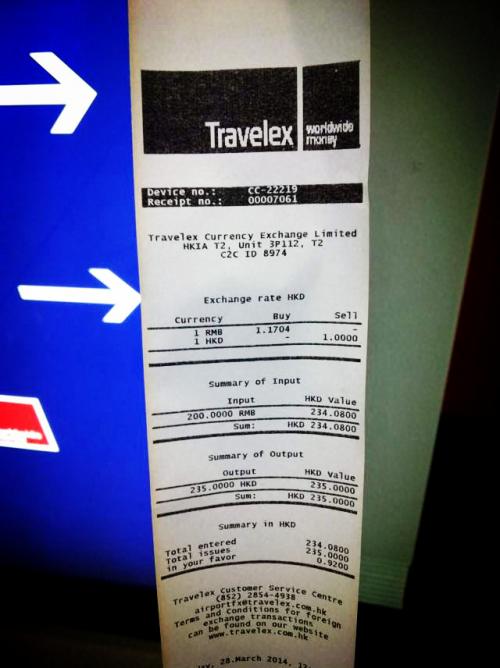 Travelex worldwide
money
Device no.: CC-22219
Receipt no.: 00007061
Travelex Currency Exchange Limited
HKIA T2, Unit 3P112, T2
C2C ID 8974
Exchange rate HKD
Currency Buy Sell
1 RMB 1.1704 -
1 HKD - 1.0000
Summary of Input
Input HKD Value
200.0000 RMB 234.0800
Sum: HKD 234.0800
Summary of Output
Output HKD Value
235.0000 HKD 235.0000
Sum: HKD 235.0000
Summary in HKD
Total entered 234.0800
Total issues 235.0000
in your favor 0.9200
Travelex Customer Service Centre
(852) 2854-4938
airportfx@travelex.com.hk
Terms and Conditions for foreign
exchange transactions
can be found on our website
www.travelex.com.hk
28.March 2014,